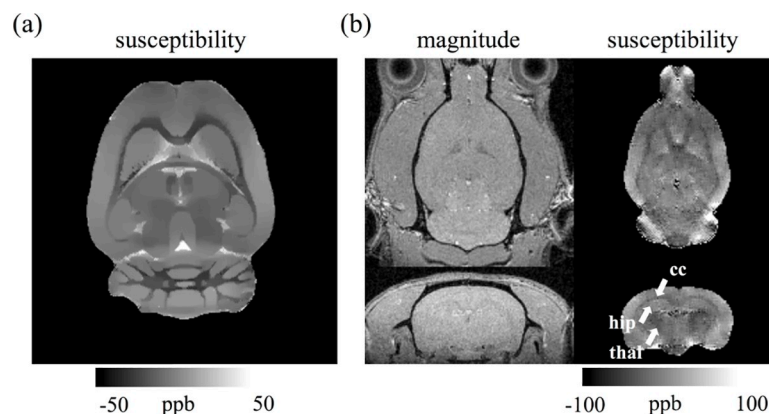 (a)
susceptibility
-50 ppb 50
(b)
magnitude susceptibility
cc
hip
thal
-100 ppb 100